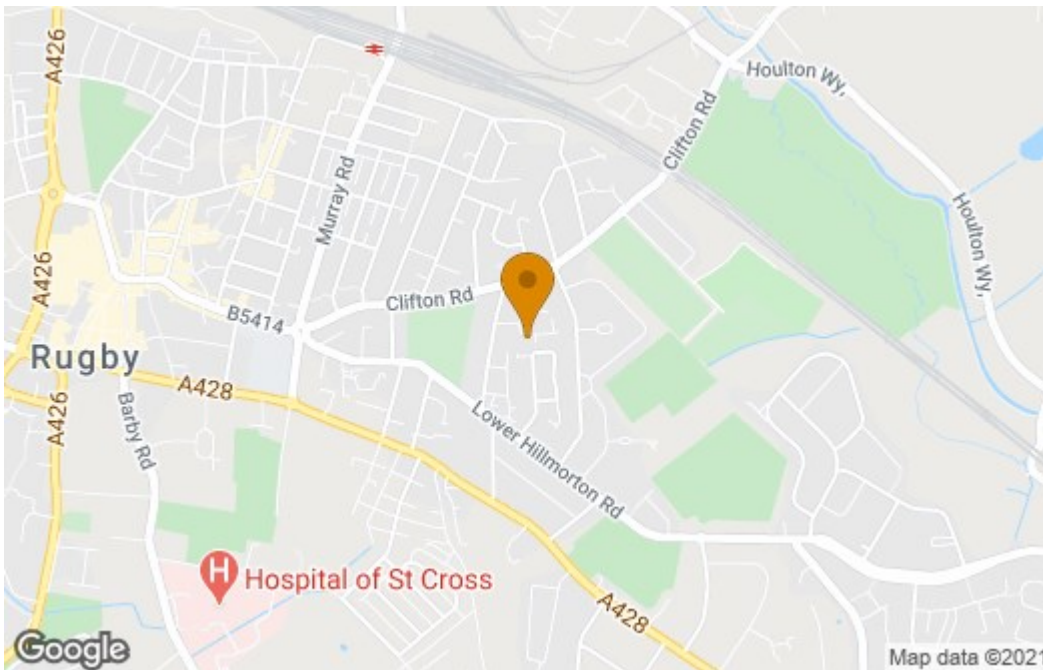 A426
Houlton Wy,
Clifton Rd
Murray Rd
Houlton Wy,
A426
Clifton Rd
B5414
Rugby
A428
A426
Barby Rd
Lower Hillmorton Rd
H
Hospital of St Cross
A428
Google
Map data ©2021